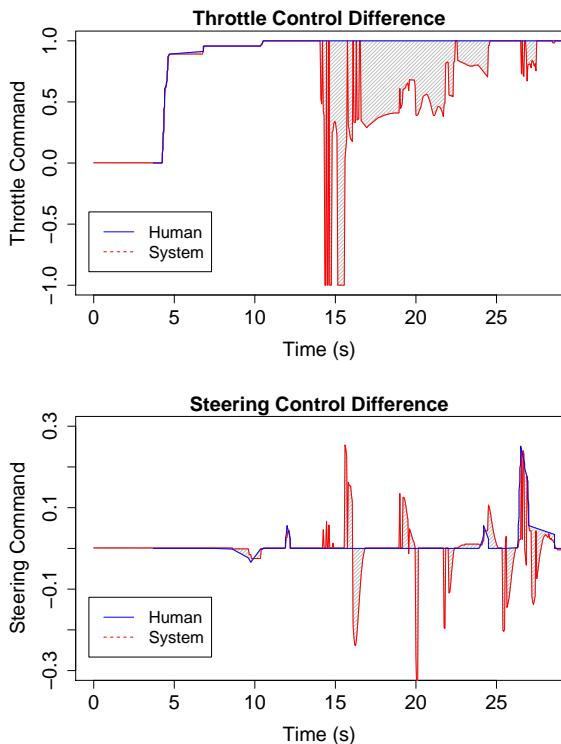 Throttle Control Difference
Throttle Command
1.0
0.5
0.0
−0.5
−1.0
Human
System
0 5 10 15 20 25
Time (s)
Steering Control Difference
Steering Command
0.3
0.1
−0.1
−0.3
Human
System
0 5 10 15 20 25
Time (s)